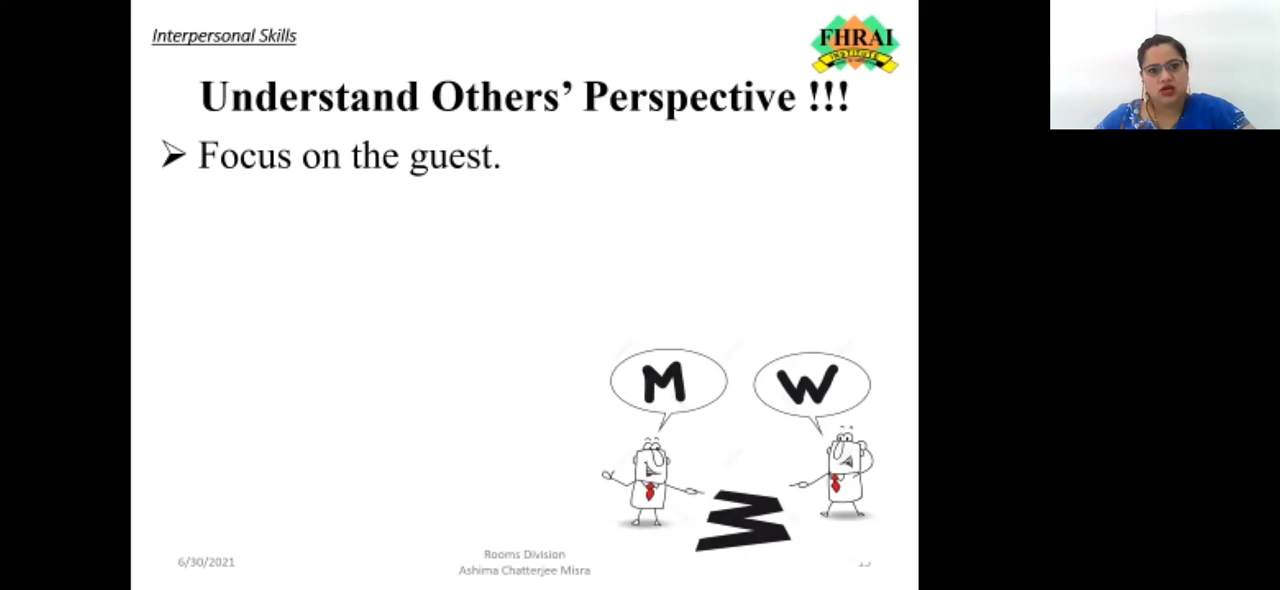 Interpersonal Skills
FHRAI
Understand Others’ Perspective !!!
➢ Focus on the guest.
M
W
6/30/2021
Rooms Division
Ashima Chatterjee Misra